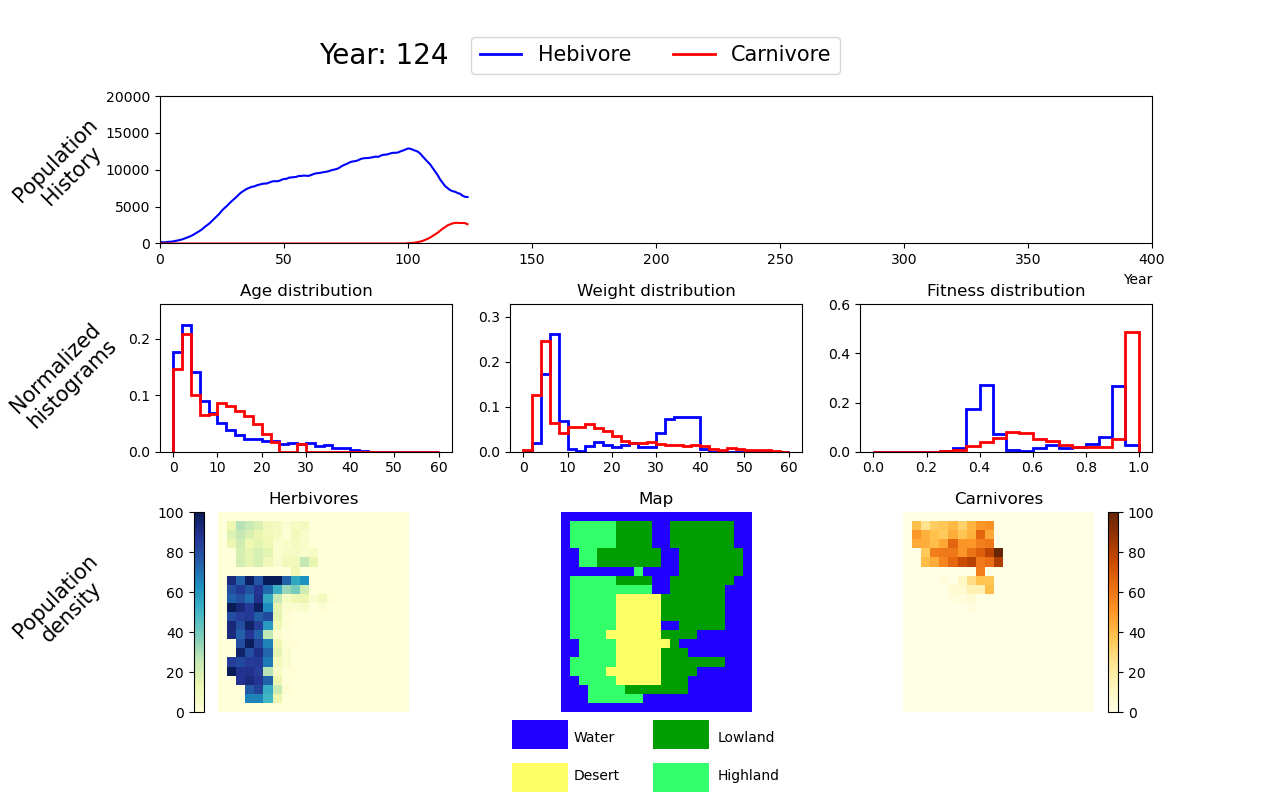 Year: 124
Hebivore
Carnivore
Population
History
20000
15000
10000
5000
0
0 50 100 150 200 250 300 350 400
Year
Normalized
histograms
Age distribution
0.2
0.1
0.0
0 10 20 30 40 50 60
Weight distribution
0.3
0.2
0.1
0.0
0 10 20 30 40 50 60
Fitness distribution
0.6
0.4
0.2
0.0
0.0 0.2 0.4 0.6 0.8 1.0
Population
density
Herbivores
100
80
60
40
20
0
Map
Carnivores
100
80
60
40
20
0
Water
Lowland
Desert
Highland